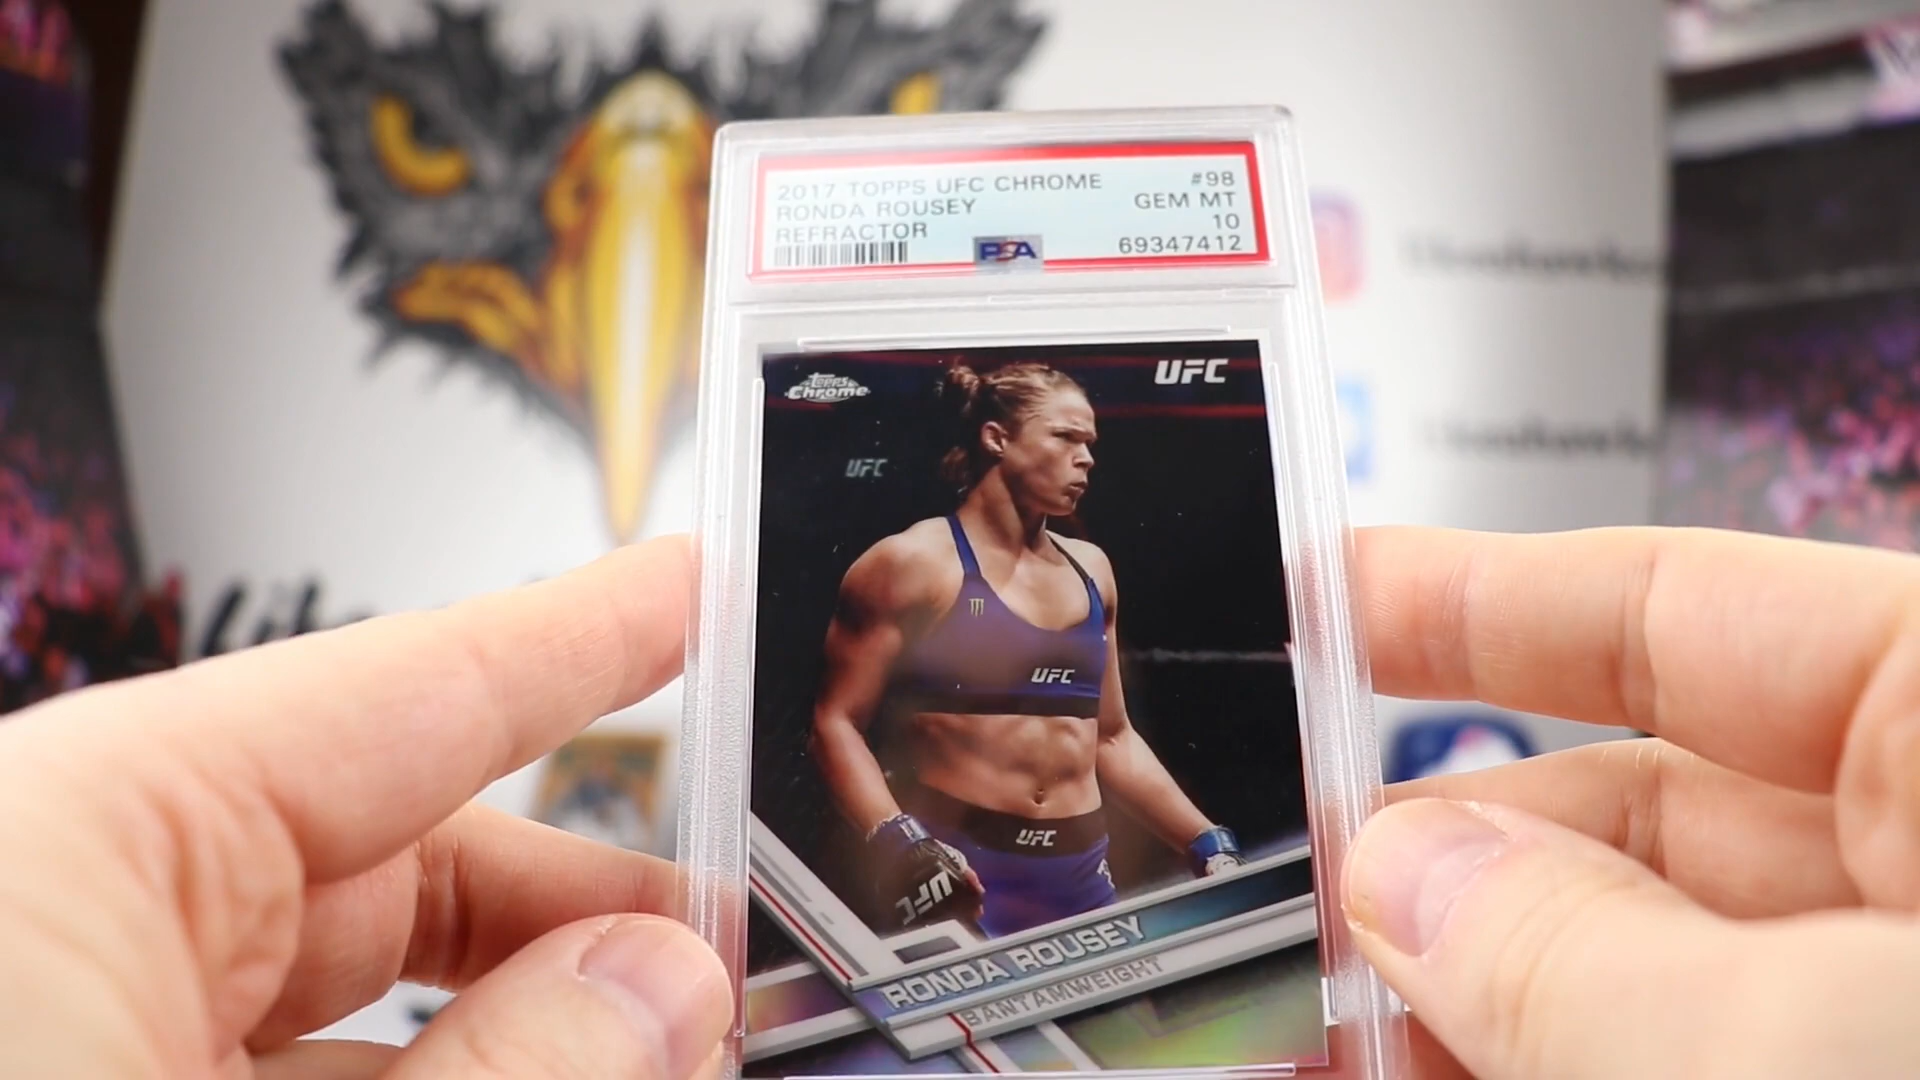 2017 TOPPS UFC CHROME #98
RONDA ROUSEY GEM MT
REFRACTOR 10
PSA 69347412
Topps Chrome
UFC
UFC
UFC
UFC
UFC
RONDA ROUSEY
BANTAMWEIGHT